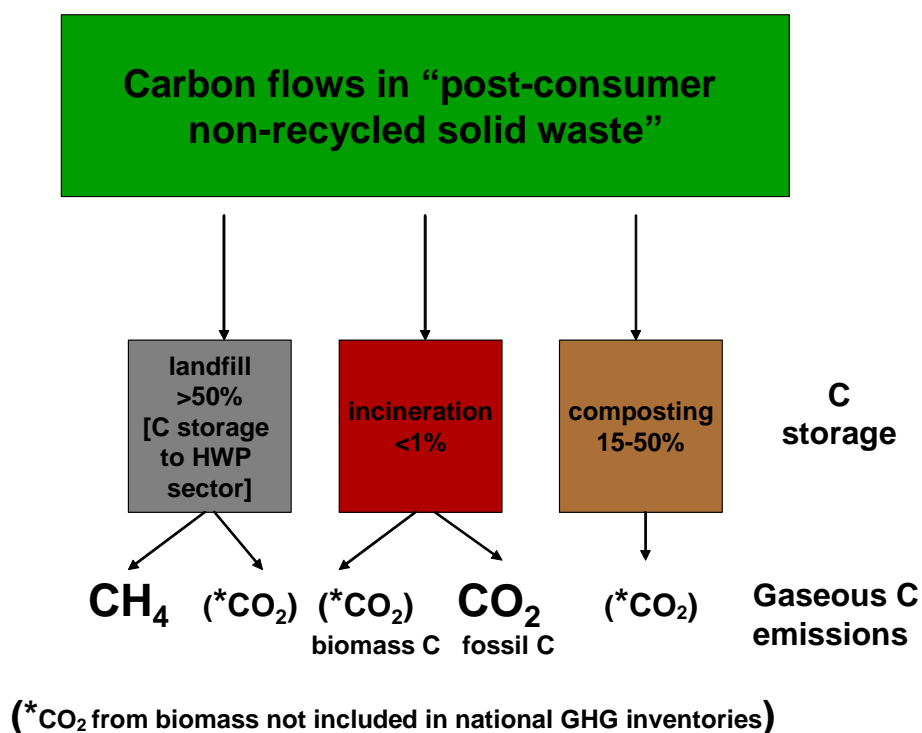 Carbon flows in “post-consumer
non-recycled solid waste”
landfill
>50%
[C storage
to HWP
sector]
incineration
<1%
composting
15-50%
C
storage
CH₄
(*CO₂)
(*CO₂)
biomass C
CO₂
fossil C
(*CO₂)
Gaseous C
emissions
(*CO₂ from biomass not included in national GHG inventories)